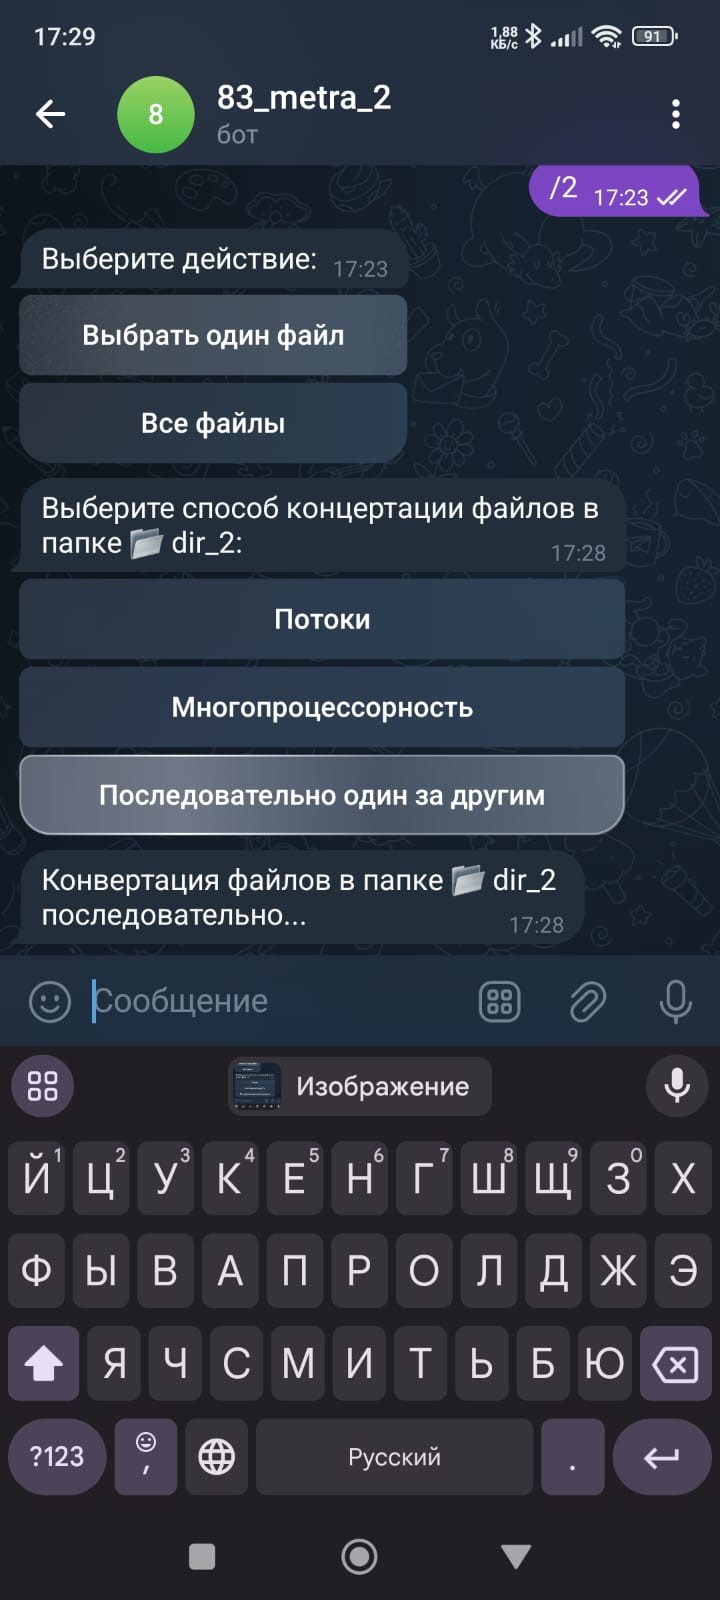 17:29
1,88
КБ/с
91
8
83_metra_2
бот
/2 17:23
Выберите действие: 17:23
Выбрать один файл
Все файлы
Выберите способ концертации файлов в
папке dir_2: 17:28
Потоки
Многопроцессорность
Последовательно один за другим
Конвертация файлов в папке dir_2
последовательно... 17:28
Сообщение
Изображение
Й1 Ц2 У3 К4 Е5 Н6 Г7 Ш8 Щ9 З0 Х
Ф Ы В А П Р О Л Д Ж Э
Я Ч С М И Т Ь Б Ю
?123 , Русский .